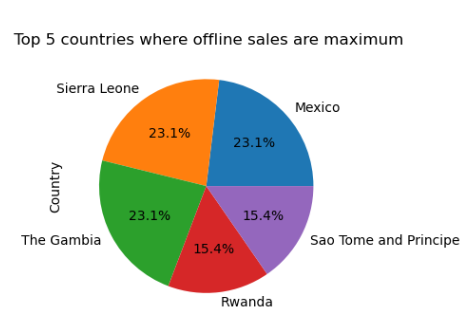 Top 5 countries where offline sales are maximum
Sierra Leone
Mexico
23.1%
23.1%
Country
23.1%
15.4%
The Gambia
Sao Tome and Principe
15.4%
Rwanda